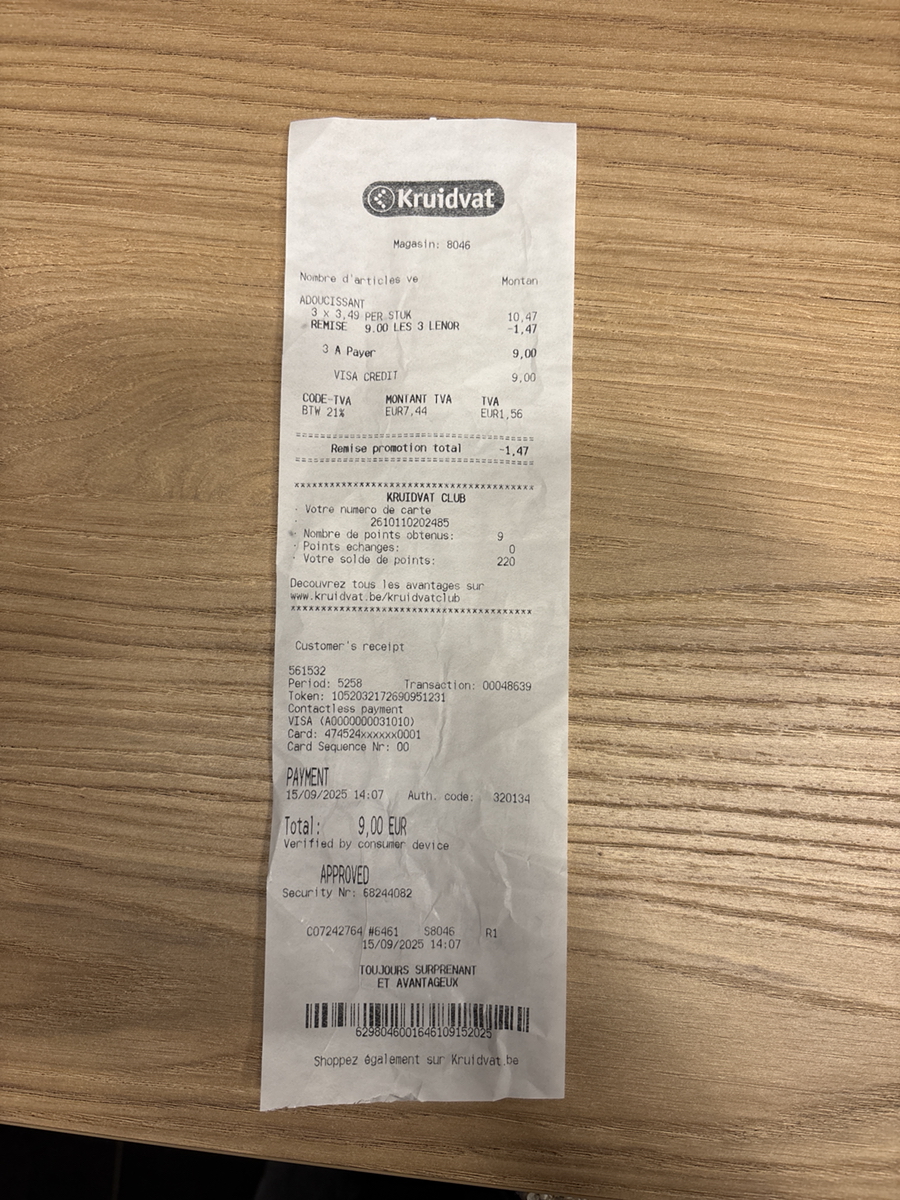 Kruidvat
Magasin: 8046
Nombre d'articles ve Montan
ADOUCISSANT
3 x 3,49 PER STUK 10,47
REMISE 9.00 LES 3 LENOR -1,47
3 A Payer 9,00
VISA CREDIT 9,00
CODE-TVA MONTANT TVA TVA
BTW 21% EUR7,44 EUR1,56
================================
Remise promotion total -1,47
================================
************************************
KRUIDVAT CLUB
Votre numero de carte
2610110202485
Nombre de points obtenus: 9
Points echanges: 0
Votre solde de points: 220
Decouvrez tous les avantages sur
www.kruidvat.be/kruidvatclub
************************************
Customer's receipt
561532
Period: 5258 Transaction: 00048639
Token: 1052032172690951231
Contactless payment
VISA (A0000000031010)
Card: 474524xxxxxx0001
Card Sequence Nr: 00
PAYMENT
15/09/2025 14:07 Auth. code: 320134
Total: 9,00 EUR
Verified by consumer device
APPROVED
Security Nr: 68244082
C07242764 #6461 S8046 R1
15/09/2025 14:07
TOUJOURS SURPRENANT
ET AVANTAGEUX
6298046001646109152025
Shoppez également sur Kruidvat.be